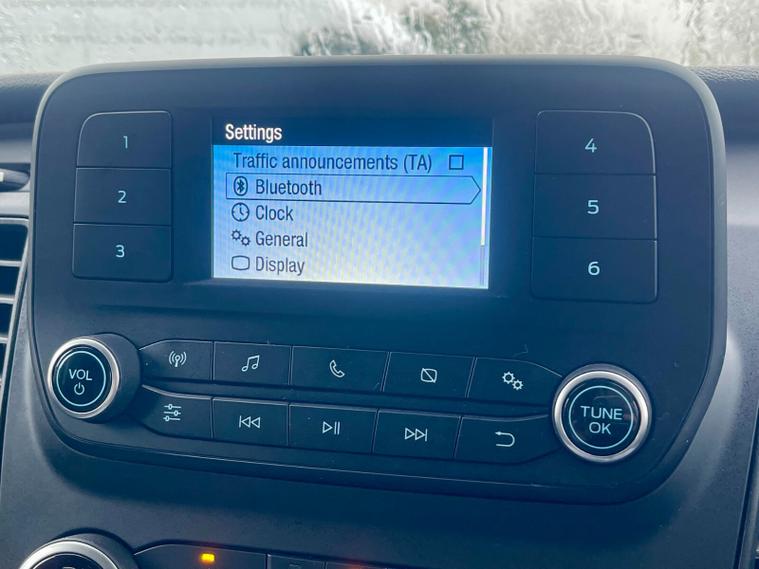 Settings
Traffic announcements (TA)
Bluetooth
Clock
General
Display
1
2
3
4
5
6
VOL
TUNE
OK